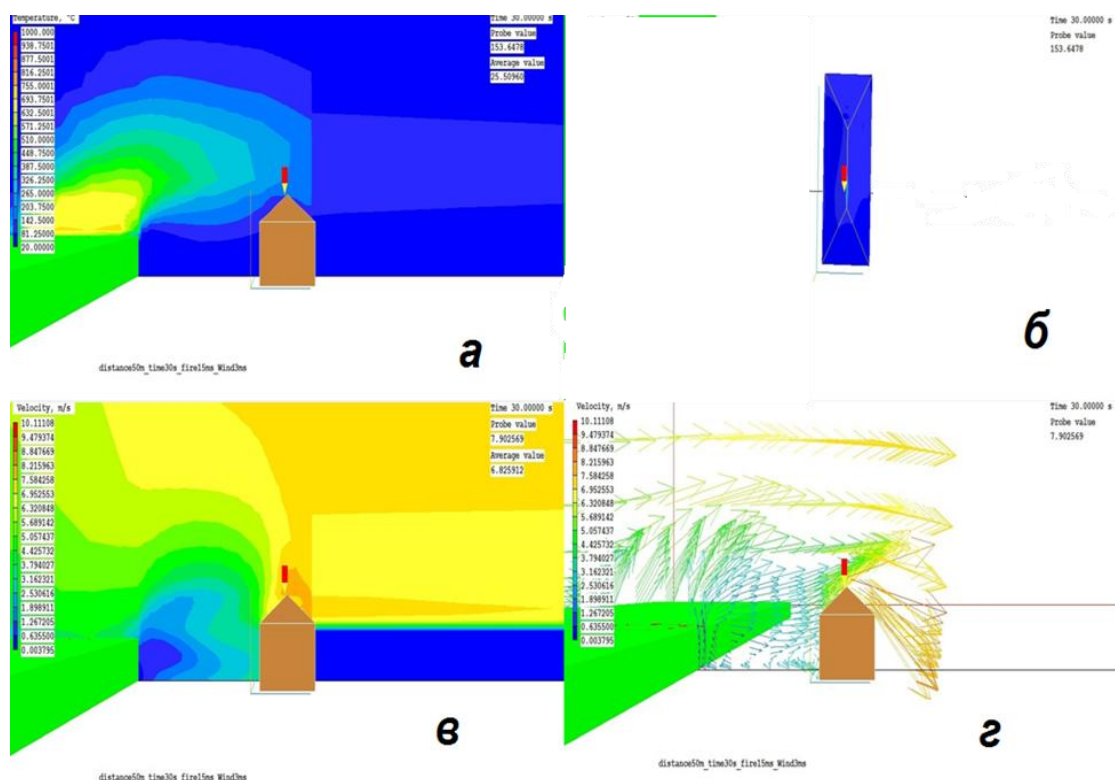 Temperature, °C
1000.000
938.7501
877.5001
816.2501
755.0001
693.7501
632.5001
571.2501
510.0000
448.7500
387.5000
326.2500
265.0000
203.7500
142.5000
81.25000
20.00000
Time 30.00000 s
Probe value
153.6478
Average value
25.50960
а
distance50m_time30s_fire15ms_Wind3ms
Time 30.00000 s
Probe value
153.6478
б
Velocity, m/s
10.11108
9.479374
8.847669
8.215963
7.584258
6.952553
6.320848
5.689142
5.057437
4.425732
3.794027
3.162321
2.530616
1.898911
1.267205
0.635500
0.003795
Time 30.00000 s
Probe value
7.902569
Average value
6.825912
в
distance50m_time30s_fire15ms_Wind3ms
Velocity, m/s
10.11108
9.479374
8.847669
8.215963
7.584258
6.952553
6.320848
5.689142
5.057437
4.425732
3.794027
3.162321
2.530616
1.898911
1.267205
0.635500
0.003795
Time 30.00000 s
Probe value
7.902569
г
distance50m_time30s_fire15ms_Wind3ms